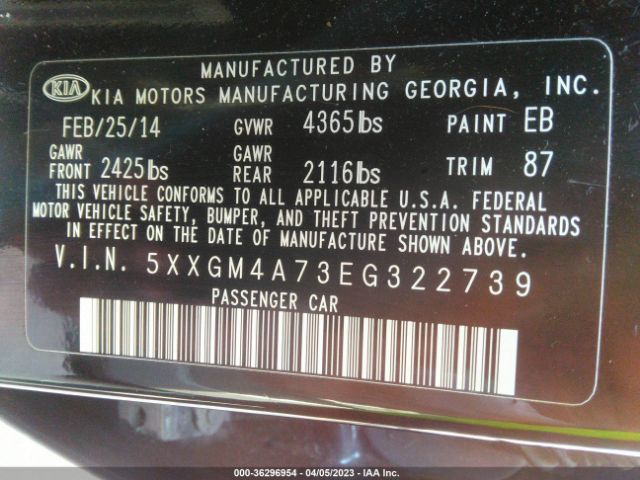 MANUFACTURED BY
KIA KIA MOTORS MANUFACTURING GEORGIA, INC.
FEB/25/14 GVWR 4365lbs PAINT EB
GAWR FRONT 2425lbs GAWR REAR 2116lbs TRIM 87
THIS VEHICLE CONFORMS TO ALL APPLICABLE U.S.A. FEDERAL
MOTOR VEHICLE SAFETY, BUMPER, AND THEFT PREVENTION STANDARDS
IN EFFECT ON THE DATE OF MANUFACTURE SHOWN ABOVE.
V.I.N. 5XXGM4A73EG322739
PASSENGER CAR
000-36296954 - 04/05/2023 - IAA Inc.